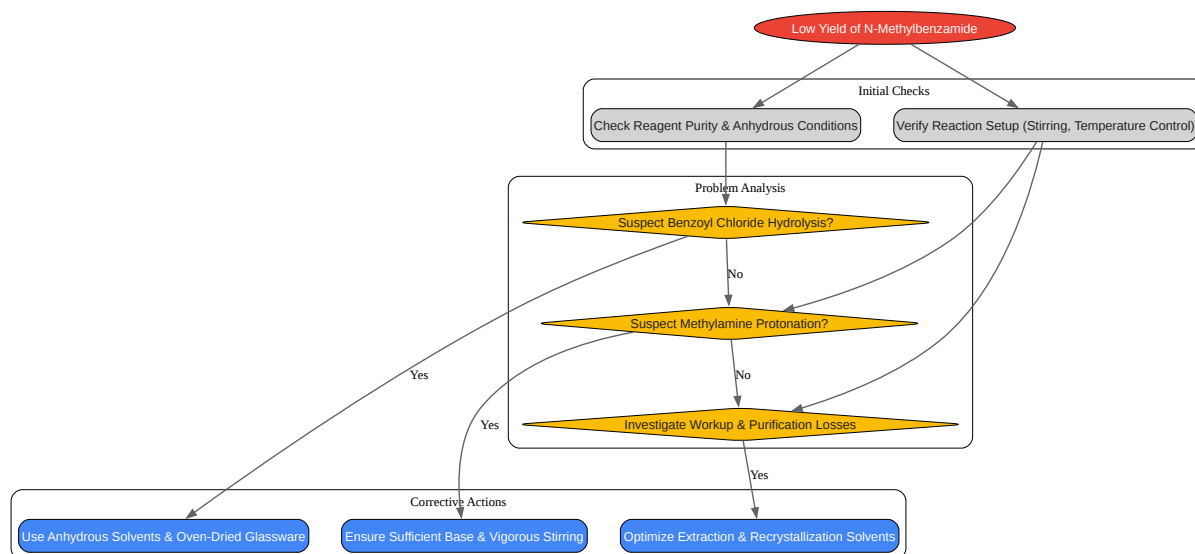 Low Yield of N-Methylbenzamide
Initial Checks
Check Reagent Purity & Anhydrous Conditions
Verify Reaction Setup (Stirring, Temperature Control)
Problem Analysis
Suspect Benzoyl Chloride Hydrolysis?
No
Suspect Methylamine Protonation?
Yes
No
Investigate Workup & Purification Losses
Yes
Yes
Corrective Actions
Use Anhydrous Solvents & Oven-Dried Glassware
Ensure Sufficient Base & Vigorous Stirring
Optimize Extraction & Recrystallization Solvents